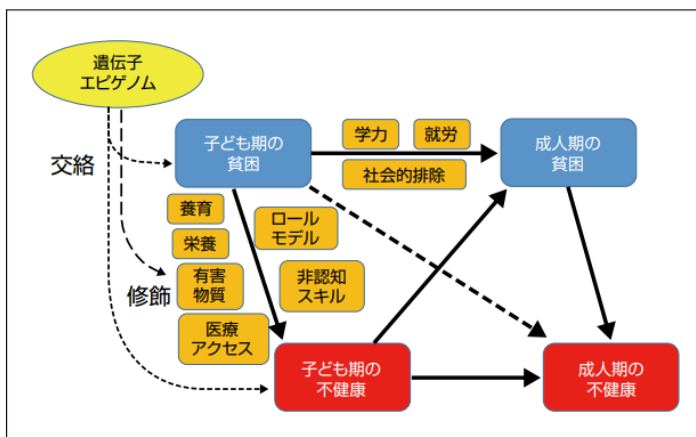 遺伝子
エピゲノム
交絡
子ども期の
貧困
学力
就労
社会的排除
成人期の
貧困
養育
ロール
モデル
栄養
有害
物質
修飾
非認知
スキル
医療
アクセス
子ども期の
不健康
成人期の
不健康